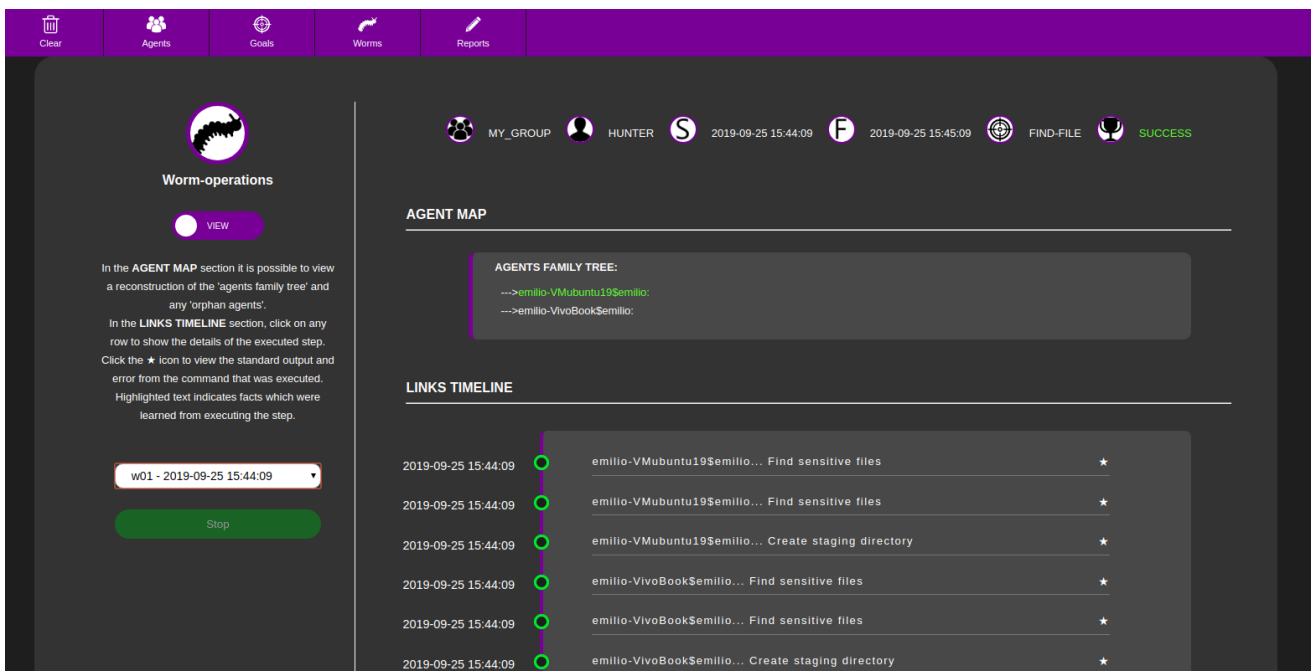 Clear
Agents
Goals
Worms
Reports
Worm-operations
VIEW
In the AGENT MAP section it is possible to view
a reconstruction of the 'agents family tree' and
any 'orphan agents'.
In the LINKS TIMELINE section, click on any
row to show the details of the executed step.
Click the ★ icon to view the standard output and
error from the command that was executed.
Highlighted text indicates facts which were
learned from executing the step.
w01 - 2019-09-25 15:44:09
Stop
MY_GROUP
HUNTER
S
2019-09-25 15:44:09
F
2019-09-25 15:45:09
FIND-FILE
SUCCESS
AGENT MAP
AGENTS FAMILY TREE:
--->emilio-VMubuntu19$emilio:
--->emilio-VivoBook$emilio:
LINKS TIMELINE
2019-09-25 15:44:09 emilio-VMubuntu19$emilio... Find sensitive files ★
2019-09-25 15:44:09 emilio-VMubuntu19$emilio... Find sensitive files ★
2019-09-25 15:44:09 emilio-VMubuntu19$emilio... Create staging directory ★
2019-09-25 15:44:09 emilio-VivoBook$emilio... Find sensitive files ★
2019-09-25 15:44:09 emilio-VivoBook$emilio... Find sensitive files ★
2019-09-25 15:44:09 emilio-VivoBook$emilio... Create staging directory ★